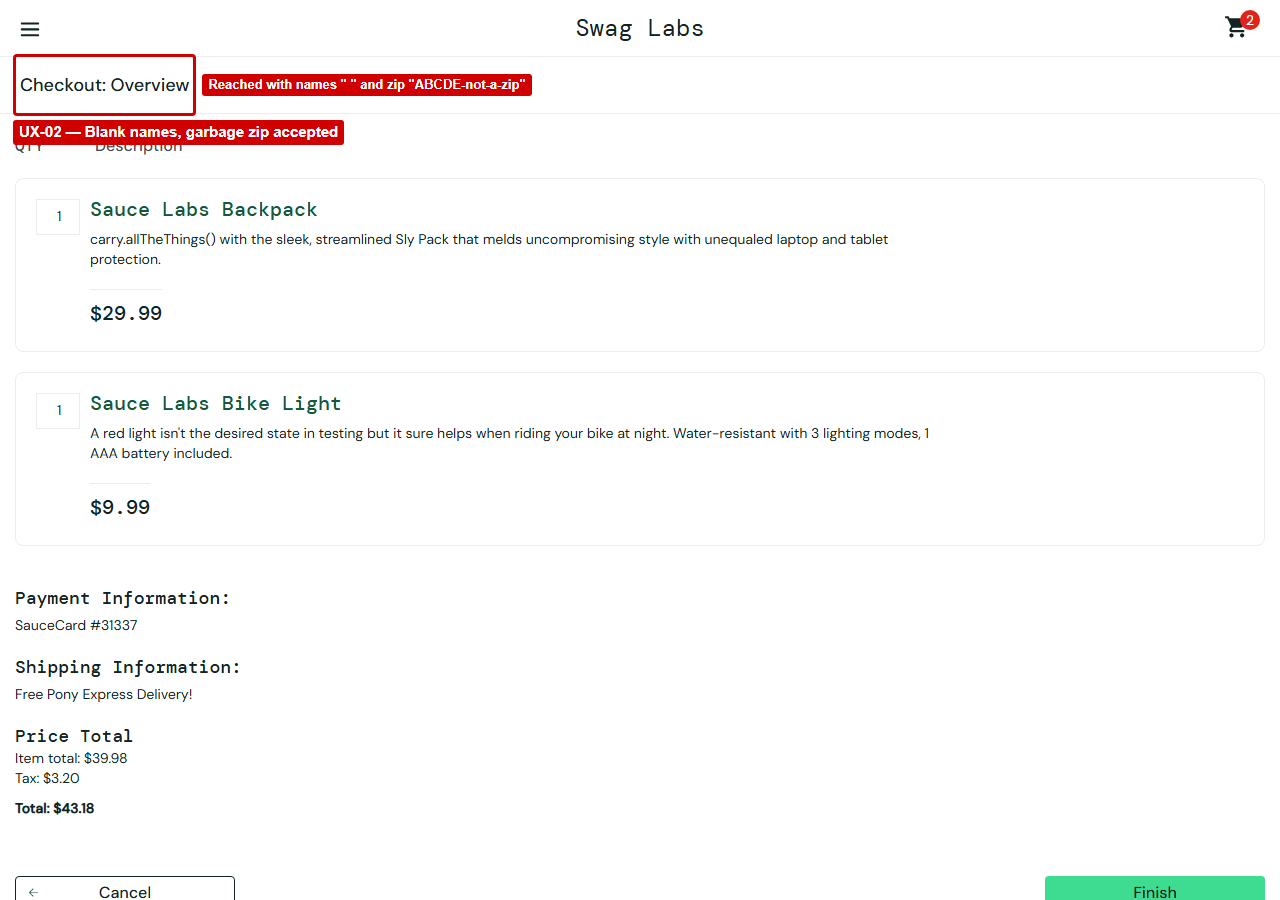 Swag Labs
2
Checkout: Overview
Reached with names " " and zip "ABCDE-not-a-zip"
UX-02 — Blank names, garbage zip accepted
QTY Description
1
Sauce Labs Backpack
carry.allTheThings() with the sleek, streamlined Sly Pack that melds uncompromising style with unequaled laptop and tablet
protection.
$29.99
1
Sauce Labs Bike Light
A red light isn't the desired state in testing but it sure helps when riding your bike at night. Water-resistant with 3 lighting modes, 1
AAA battery included.
$9.99
Payment Information:
SauceCard #31337
Shipping Information:
Free Pony Express Delivery!
Price Total
Item total: $39.98
Tax: $3.20
Total: $43.18
Cancel
Finish